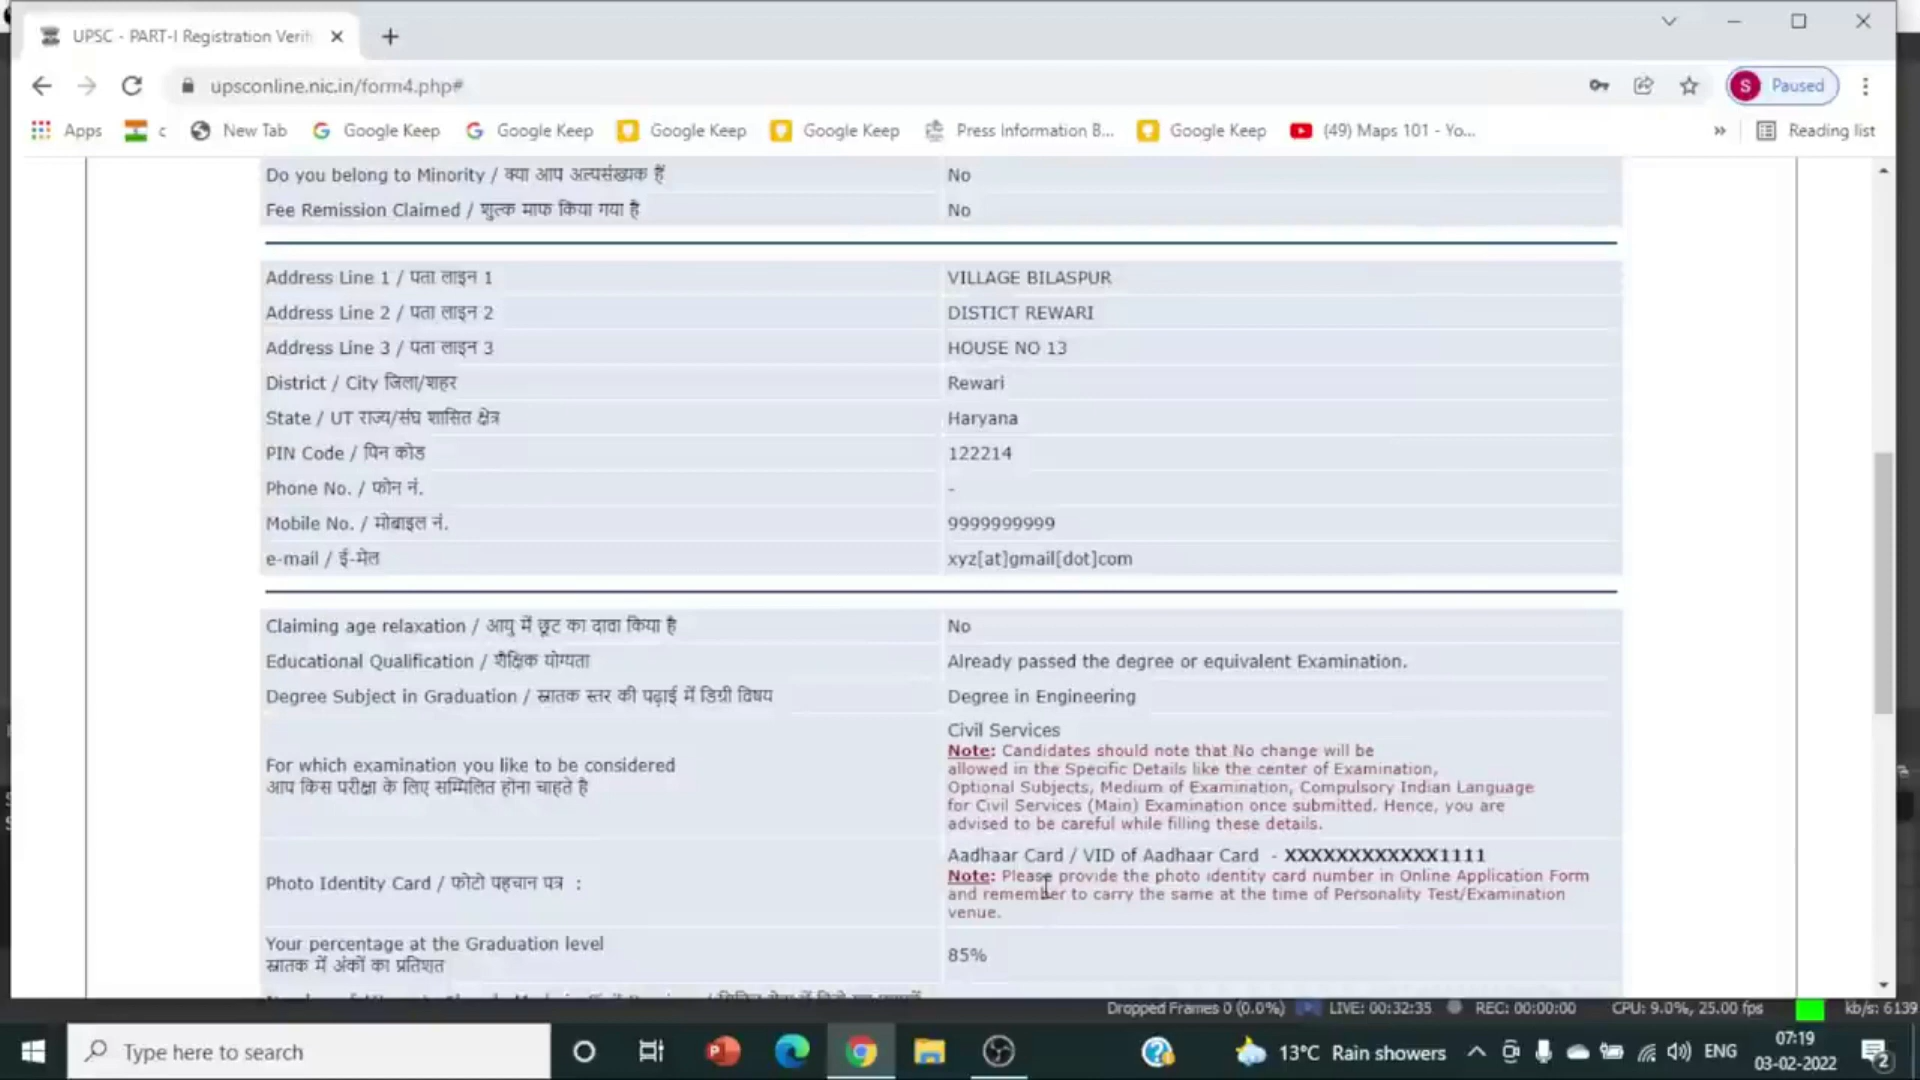 UPSC - PART-I Registration Verifi
upsconline.nic.in/form4.php#
S Paused
Apps c New Tab Google Keep Google Keep Google Keep Google Keep Press Information B... Google Keep (49) Maps 101 - Yo... » Reading list
Do you belong to Minority / क्या आप अल्पसंख्यक हैं No
Fee Remission Claimed / शुल्क माफ किया गया है No
Address Line 1 / पता लाइन 1 VILLAGE BILASPUR
Address Line 2 / पता लाइन 2 DISTICT REWARI
Address Line 3 / पता लाइन 3 HOUSE NO 13
District / City जिला/शहर Rewari
State / UT राज्य/संघ शासित क्षेत्र Haryana
PIN Code / पिन कोड 122214
Phone No. / फोन नं. -
Mobile No. / मोबाइल नं. 9999999999
e-mail / ई-मेल xyz[at]gmail[dot]com
Claiming age relaxation / आयु में छूट का दावा किया है No
Educational Qualification / शैक्षिक योग्यता Already passed the degree or equivalent Examination.
Degree Subject in Graduation / स्नातक स्तर की पढ़ाई में डिग्री विषय Degree in Engineering
For which examination you like to be considered
आप किस परीक्षा के लिए सम्मिलित होना चाहते है
Civil Services
Note: Candidates should note that No change will be
allowed in the Specific Details like the center of Examination,
Optional Subjects, Medium of Examination, Compulsory Indian Language
for Civil Services (Main) Examination once submitted. Hence, you are
advised to be careful while filling these details.
Photo Identity Card / फोटो पहचान पत्र :
Aadhaar Card / VID of Aadhaar Card - XXXXXXXXXXXX1111
Note: Please provide the photo identity card number in Online Application Form
and remember to carry the same at the time of Personality Test/Examination
venue.
Your percentage at the Graduation level
स्नातक में अंकों का प्रतिशत
85%
Dropped Frames 0 (0.0%) LIVE: 00:32:35 REC: 00:00:00 CPU: 9.0%, 25.00 fps kb/s: 6139
Type here to search
13°C Rain showers
ENG
07:19
03-02-2022
2